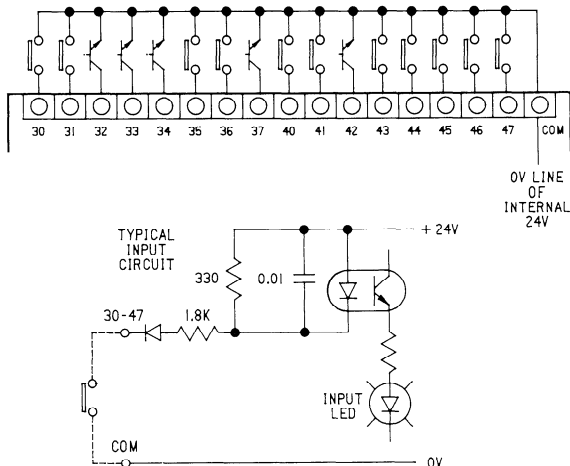 30 31 32 33 34 35 36 37 40 41 42 43 44 45 46 47 COM
0V LINE
OF
INTERNAL
24V
TYPICAL
INPUT
CIRCUIT
+ 24V
330
0.01
30-47
1.8K
INPUT
LED
COM
0V